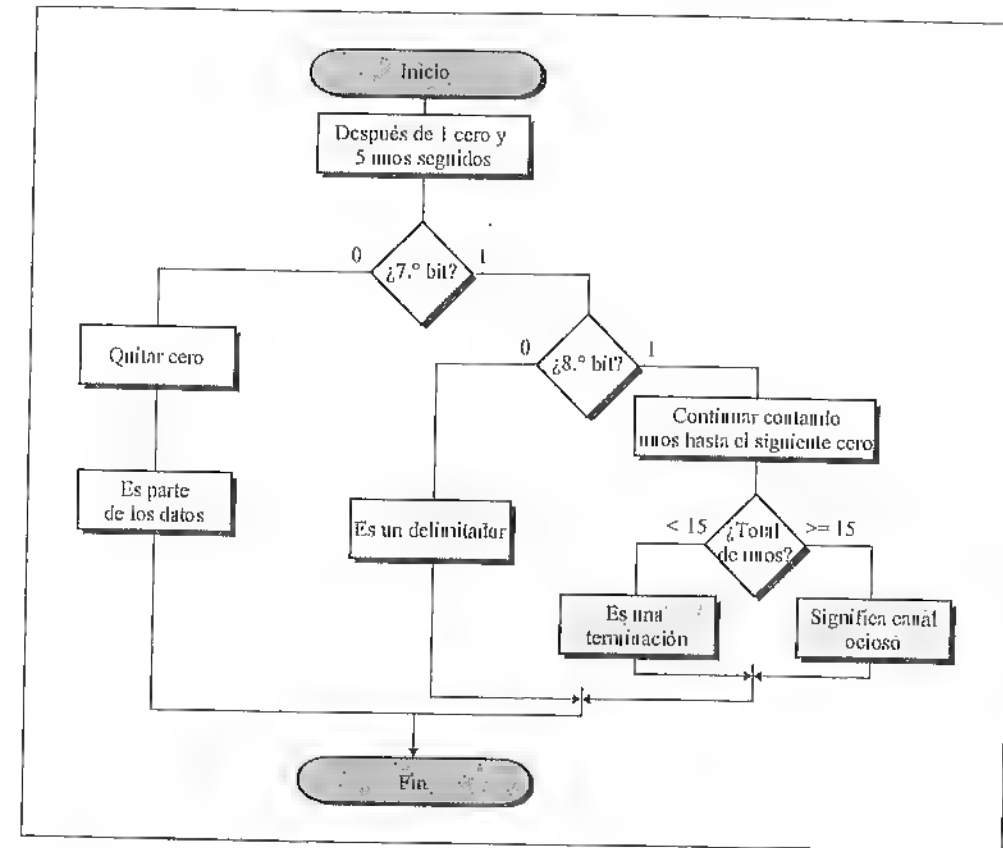 Inicio
Después de 1 cero y
5 unos seguidos
0
¿7.° bit?
1
Quitar cero
0
¿8.° bit?
1
Continuar contando
unos hasta el siguiente cero
Es parte
de los datos
Es un delimitador
< 15
¿Total
de unos?
>= 15
Es una
terminación
Significa canal
ocioso
Fin